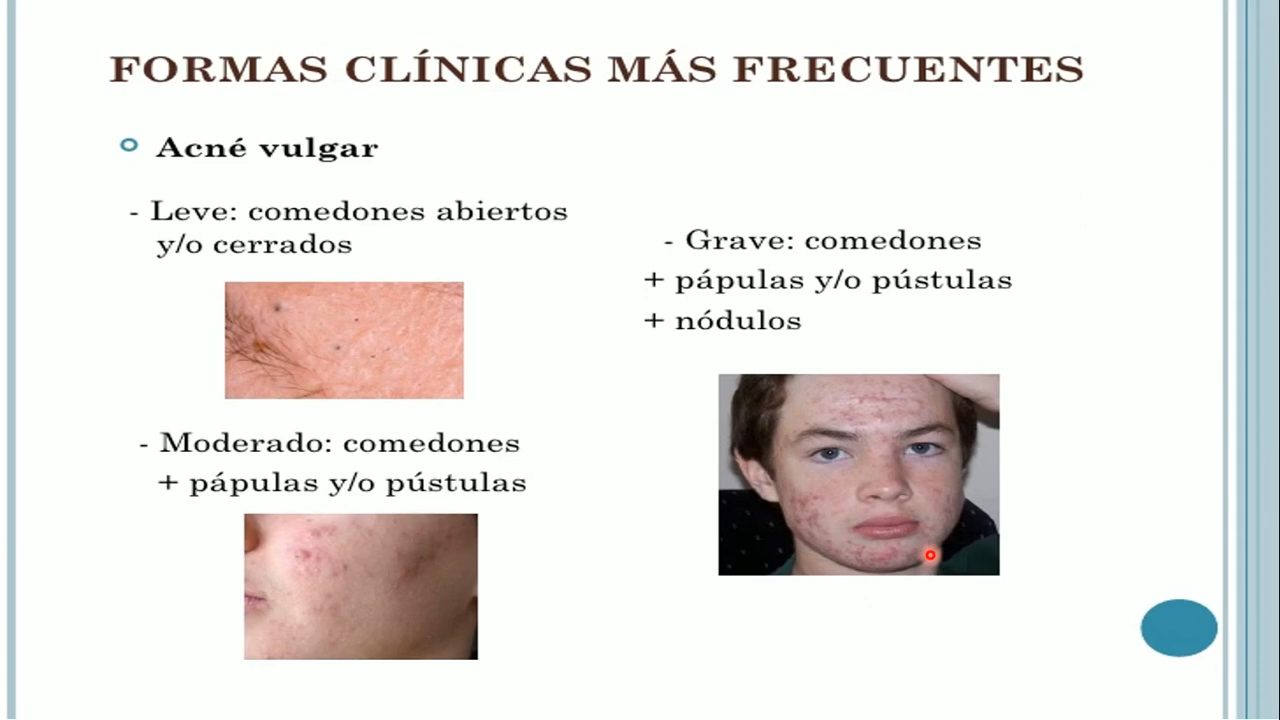 FORMAS CLÍNICAS MÁS FRECUENTES
Acné vulgar
- Leve: comedones abiertos
y/o cerrados
- Moderado: comedones
+ pápulas y/o pústulas
- Grave: comedones
+ pápulas y/o pústulas
+ nódulos